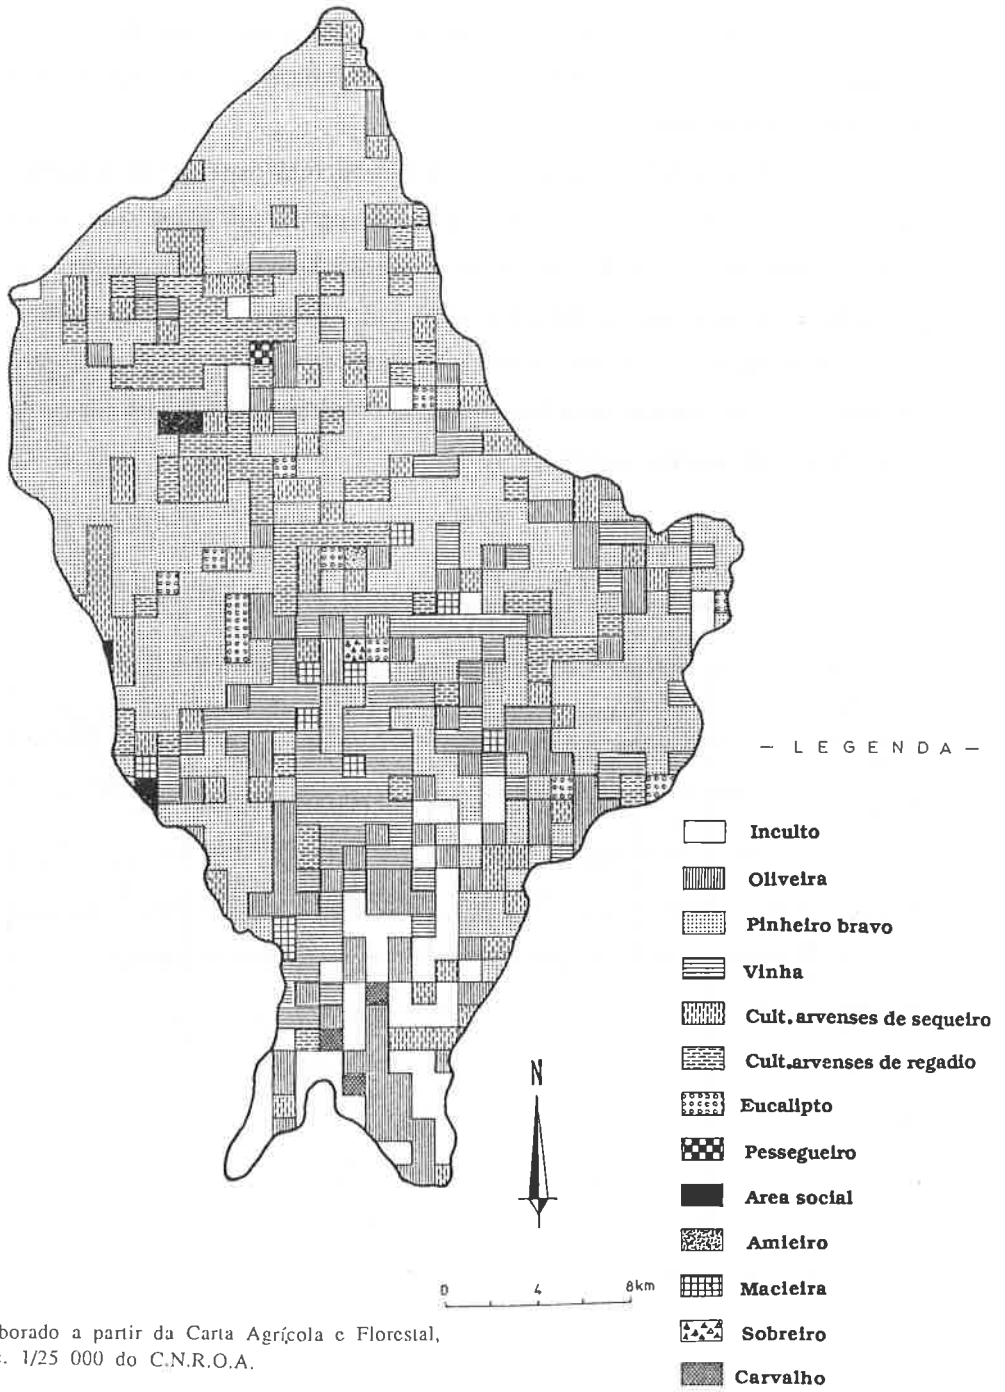 — L E G E N D A —
Inculto
Oliveira
Pinheiro bravo
Vinha
Cult. arvenses de sequeiro
Cult. arvenses de regadio
Eucalipto
Pessegueiro
Area social
Amieiro
Macieira
Sobreiro
Carvalho
N
0 4 8km
borado a partir da Carta Agrícola e Florestal,
c. 1/25 000 do C.N.R.O.A.